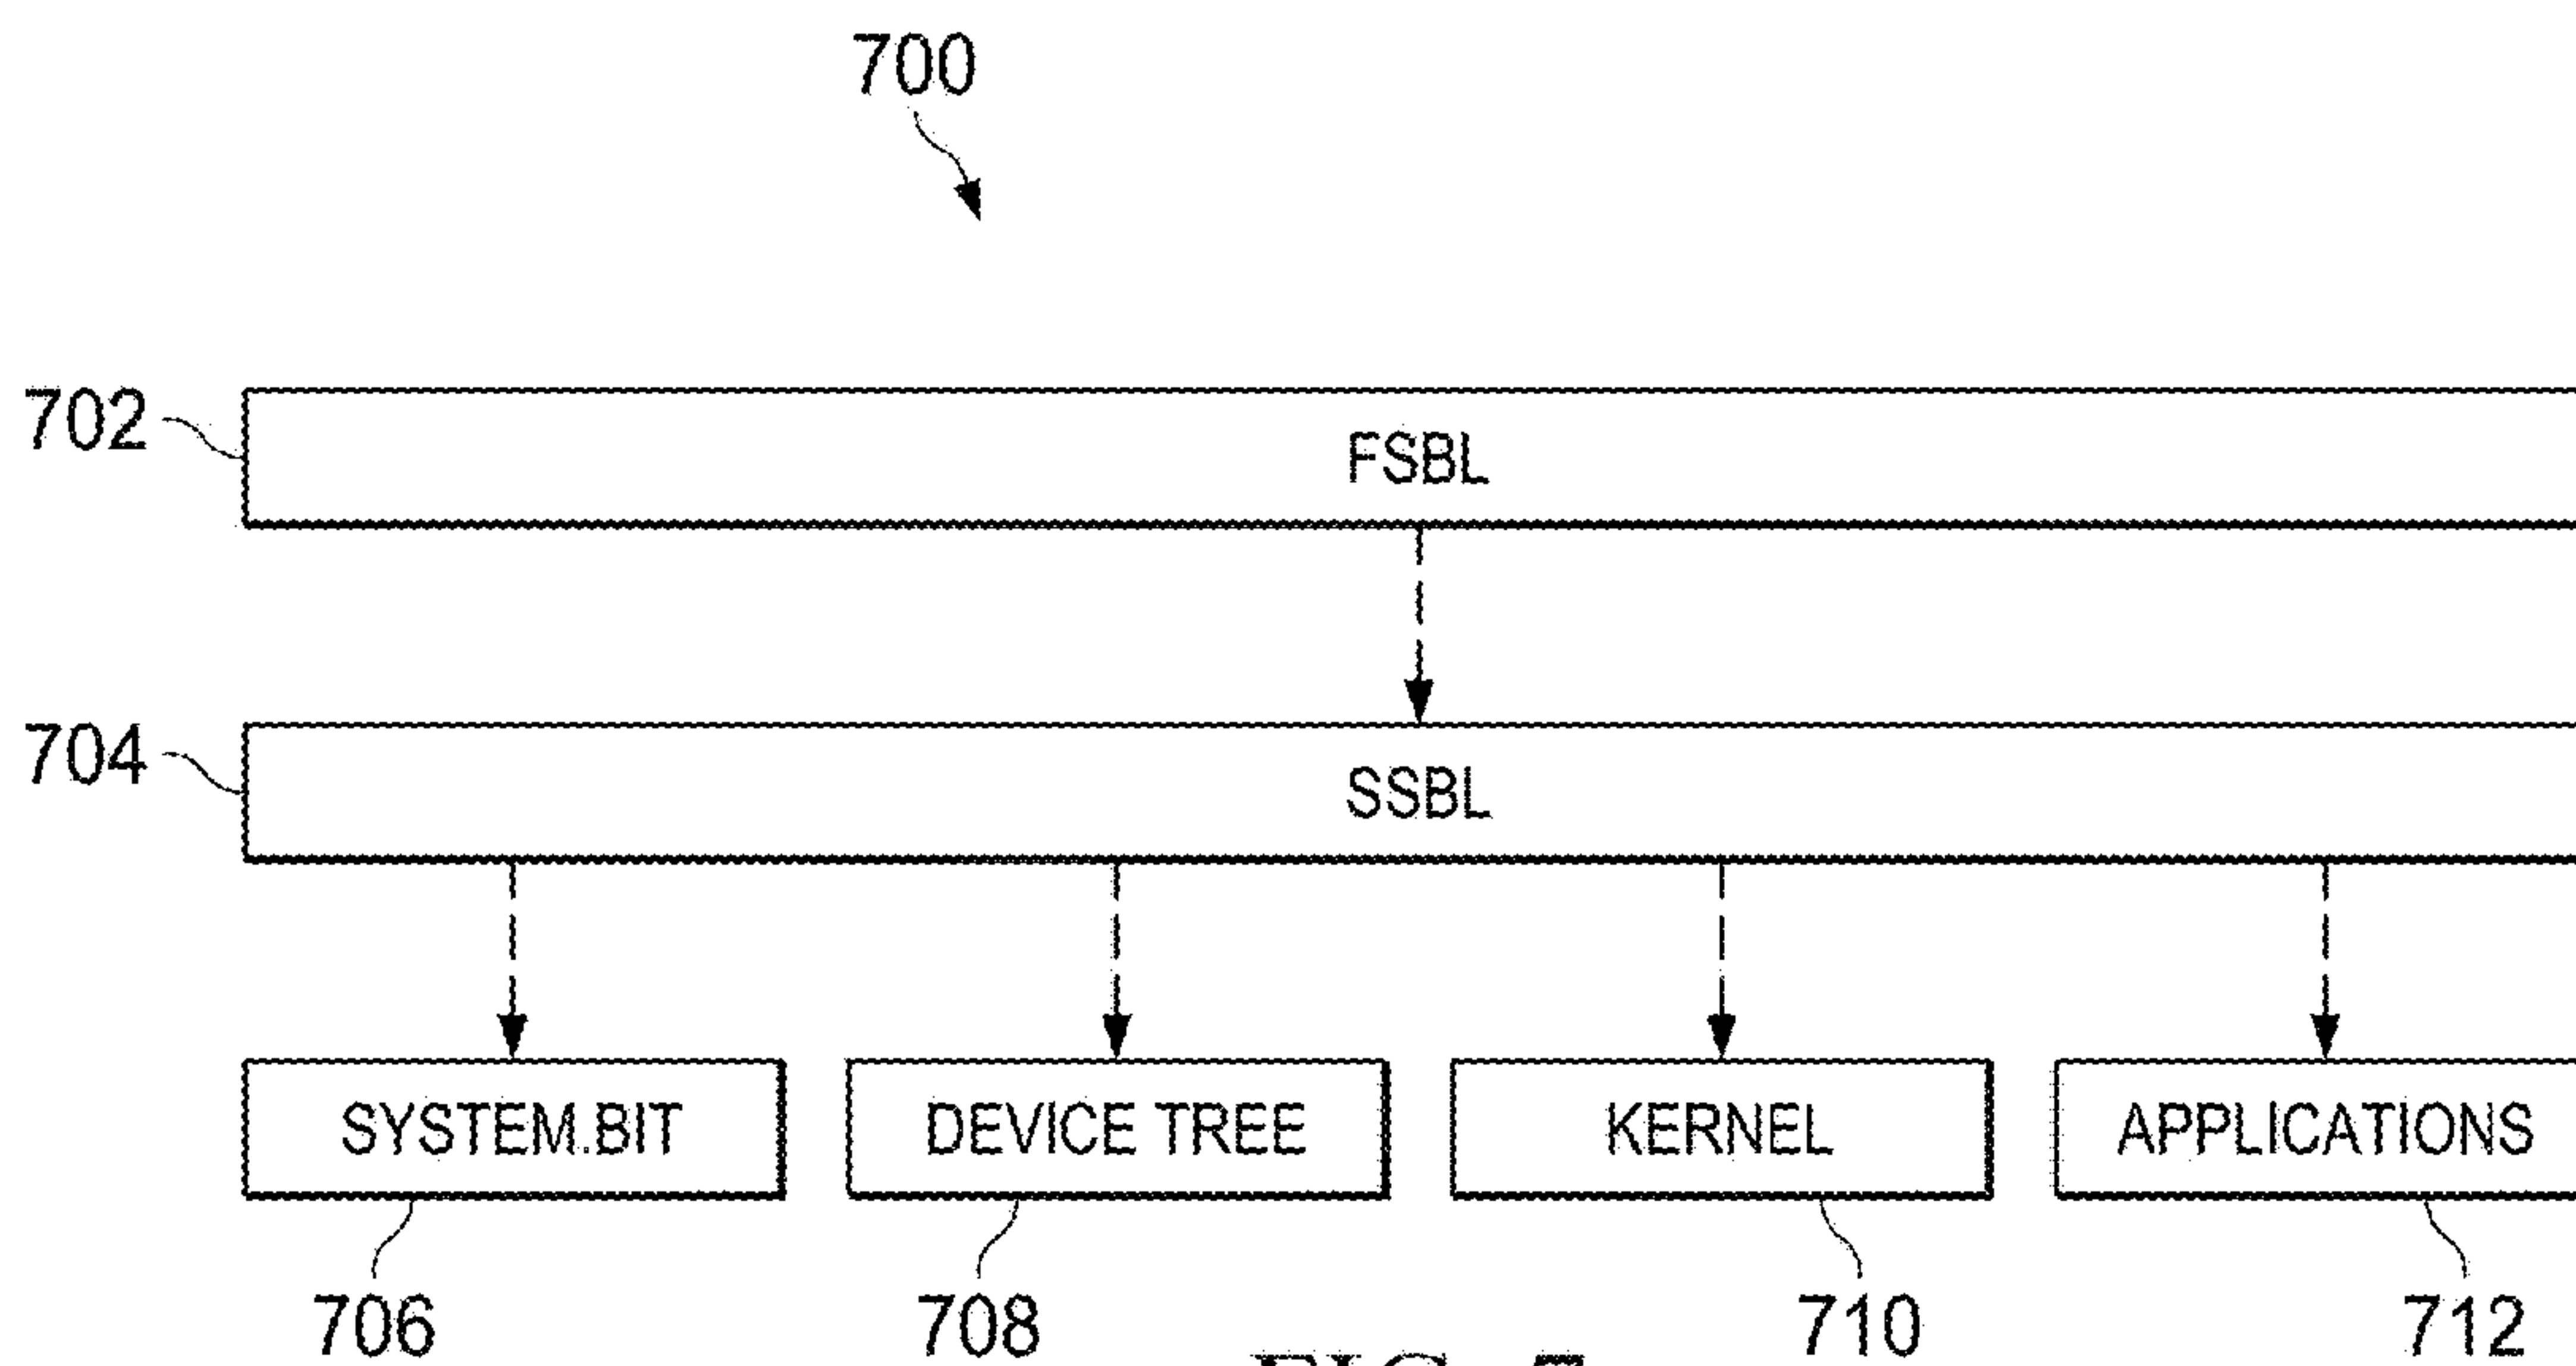 700
702
FSBL
704
SSBL
SYSTEM.BIT
DEVICE TREE
KERNEL
APPLICATIONS
706
708
710
712